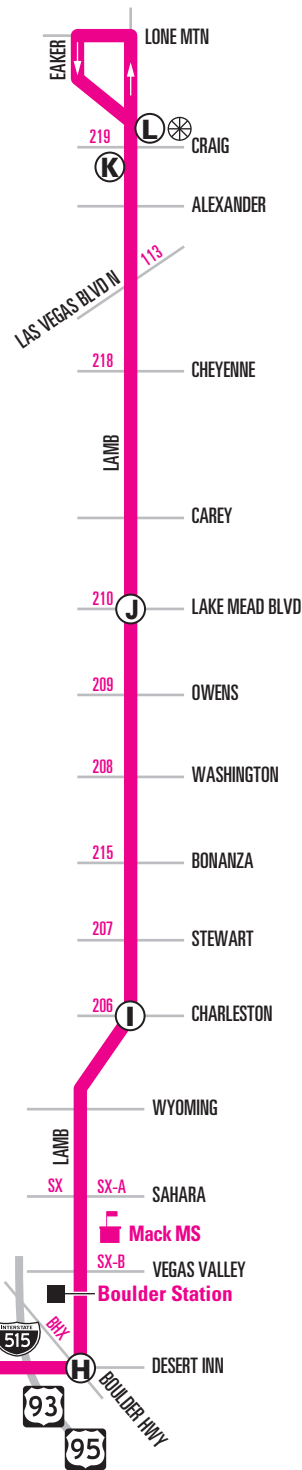 EAKER
LONE MTN
L
219
CRAIG
K
ALEXANDER
113
LAS VEGAS BLVD N
218
CHEYENNE
LAMB
CAREY
210
J
LAKE MEAD BLVD
209
OWENS
208
WASHINGTON
215
BONANZA
207
STEWART
206
I
CHARLESTON
WYOMING
LAMB
SX
SX-A
SAHARA
Mack MS
SX-B
VEGAS VALLEY
Boulder Station
INTERSTATE
515
BHX
H
DESERT INN
BOULDER HWY
93
95